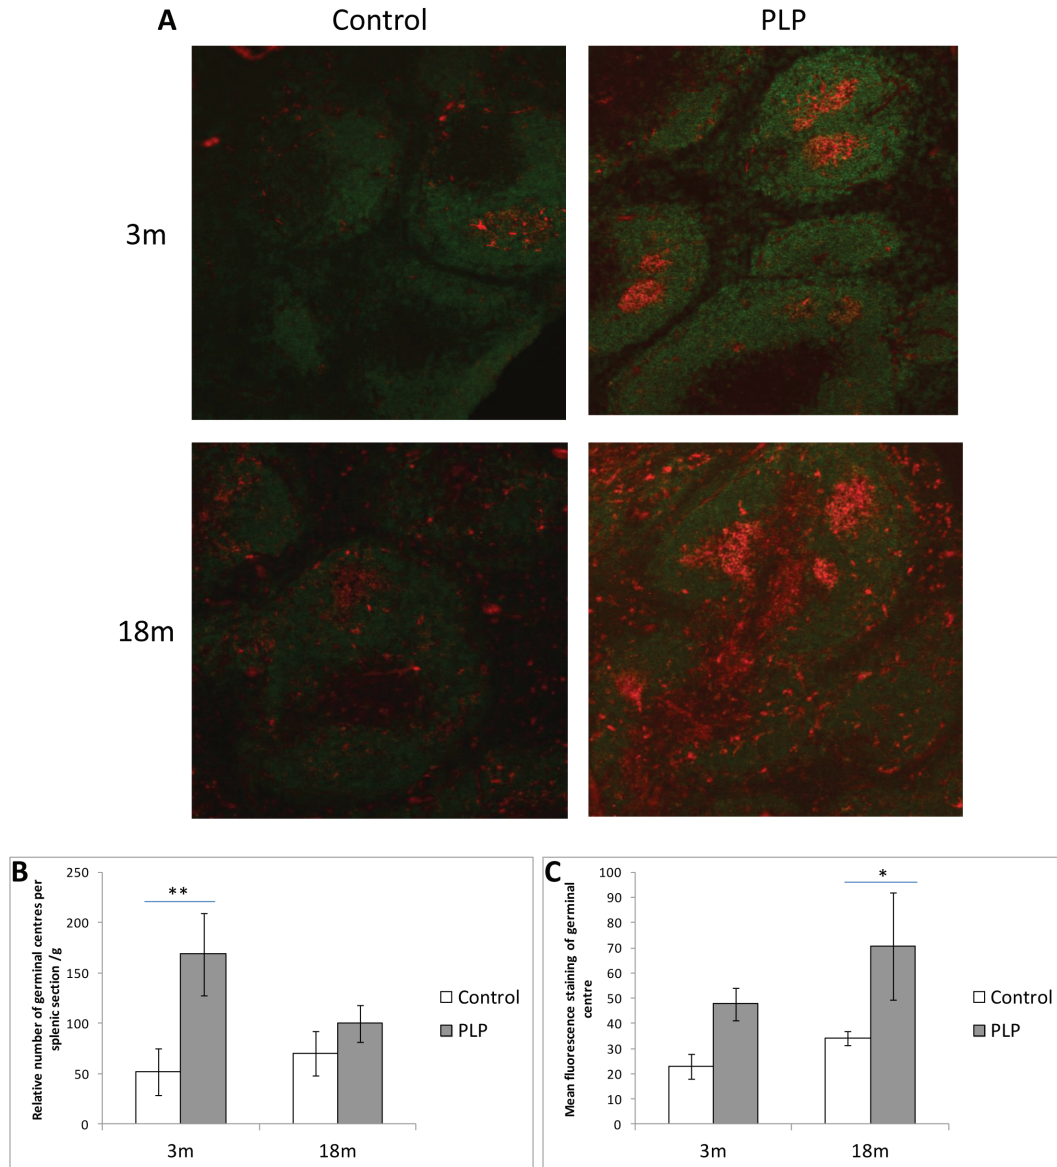 A
Control
PLP
3m
18m
B
Relative number of germinal centres per
splenic section /g
250
200
150
100
50
0
**
3m
18m
Control
PLP
C
Mean fluorescence staining of germinal
centre
100
90
80
70
60
50
40
30
20
10
0
*
3m
18m
Control
PLP